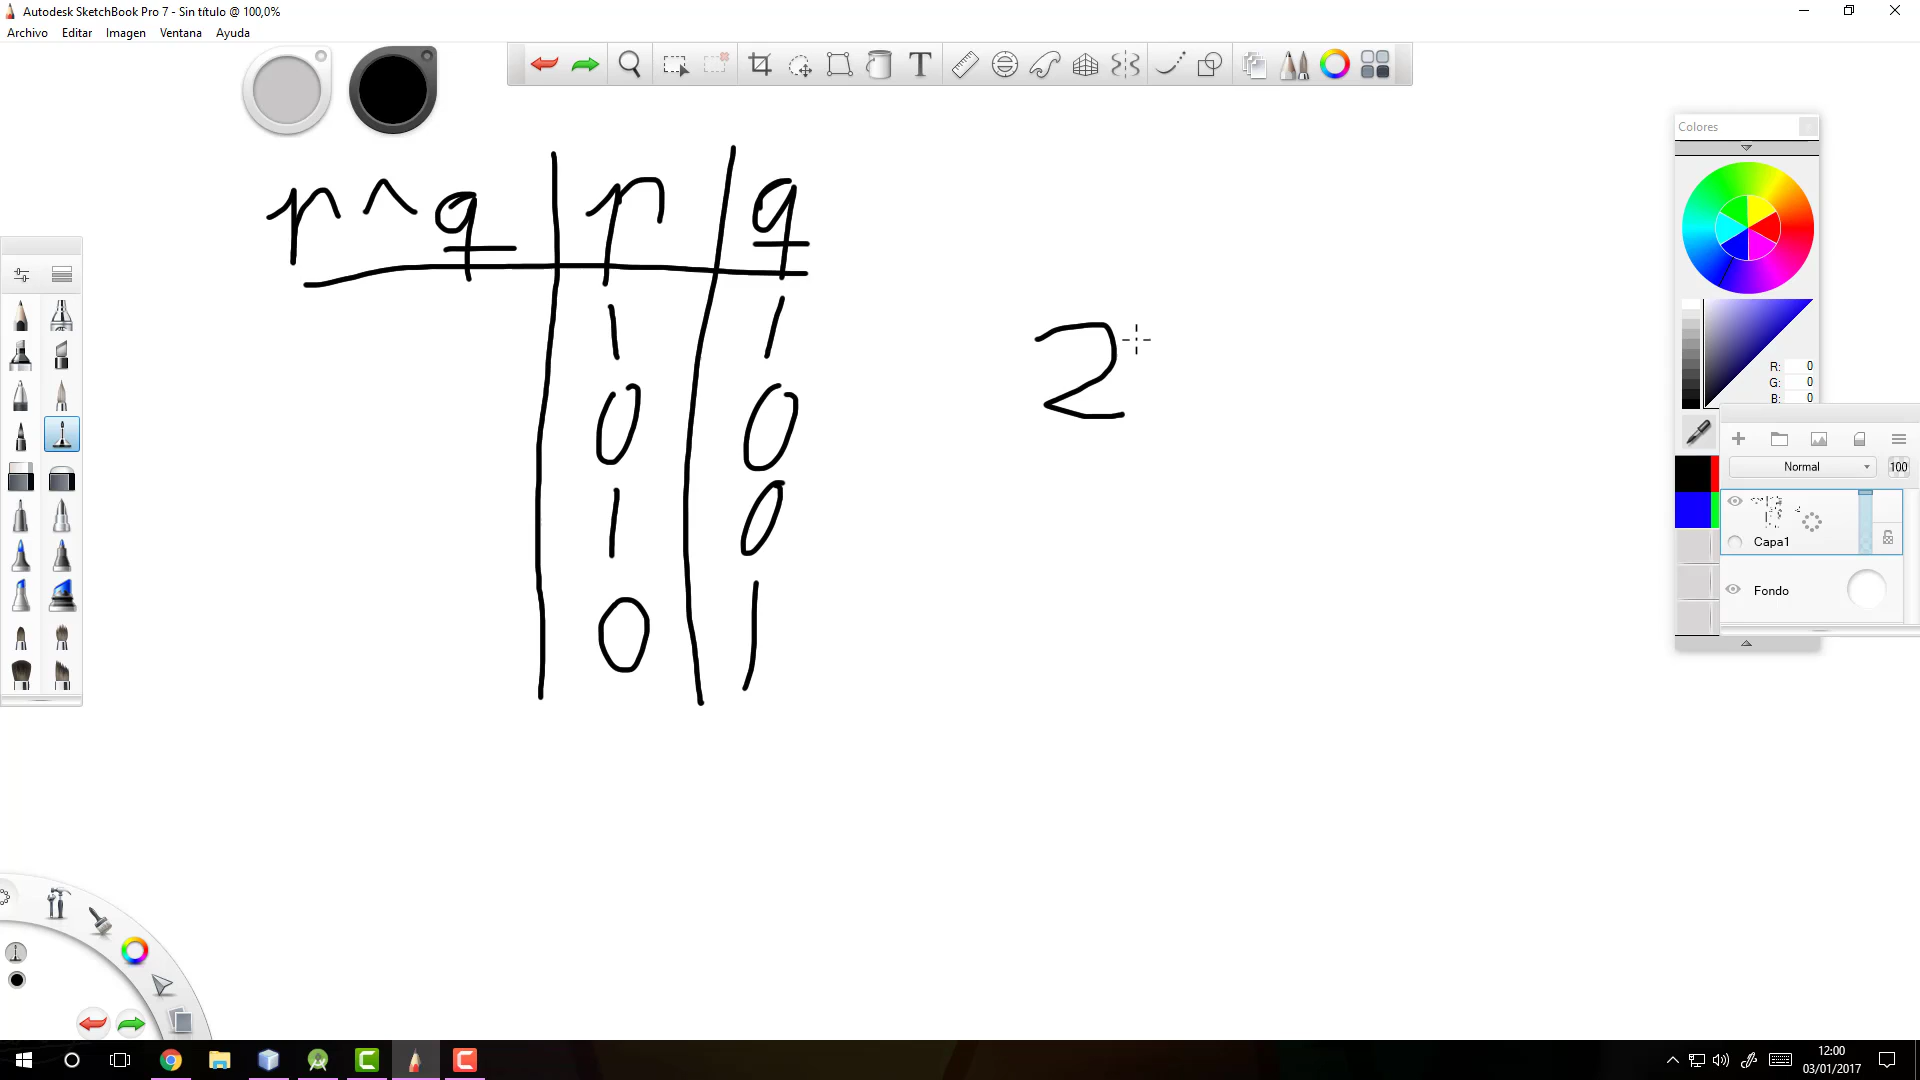 Autodesk SketchBook Pro 7 - Sin título @ 100,0%
Archivo Editar Imagen Ventana Ayuda
T
Colores
p ^ q p q
1 1
0 0
1 0
0 1
2
R: 0
G: 0
B: 0
Normal 100
Capa1
Fondo
12:00
03/01/2017